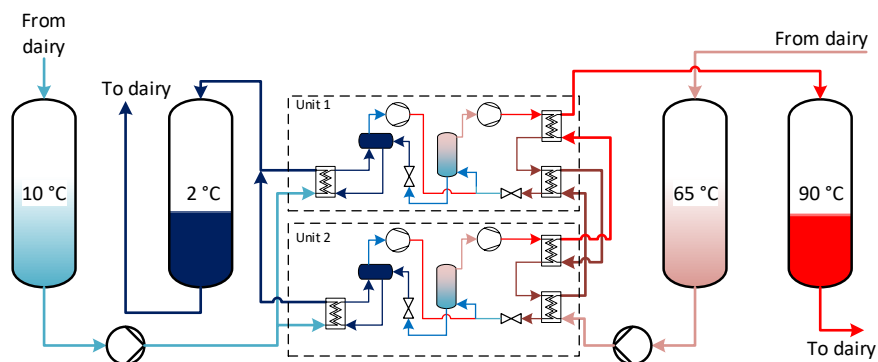 From
dairy
From dairy
To dairy
Unit 1
10 °C
2 °C
65 °C
90 °C
Unit 2
To dairy